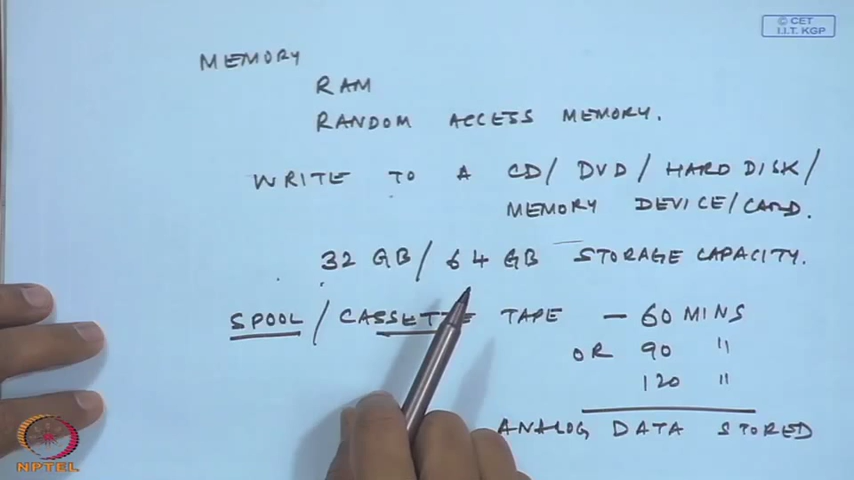 © CET
I.I.T. KGP
MEMORY
RAM
RANDOM ACCESS MEMORY.
WRITE TO A CD/ DVD/ HARD DISK/
MEMORY DEVICE/CARD.
32 GB/ 64 GB STORAGE CAPACITY.
SPOOL / CASSETTE TAPE - 60 MINS
OR 90 "
120 "
ANALOG DATA STORED
NPTEL